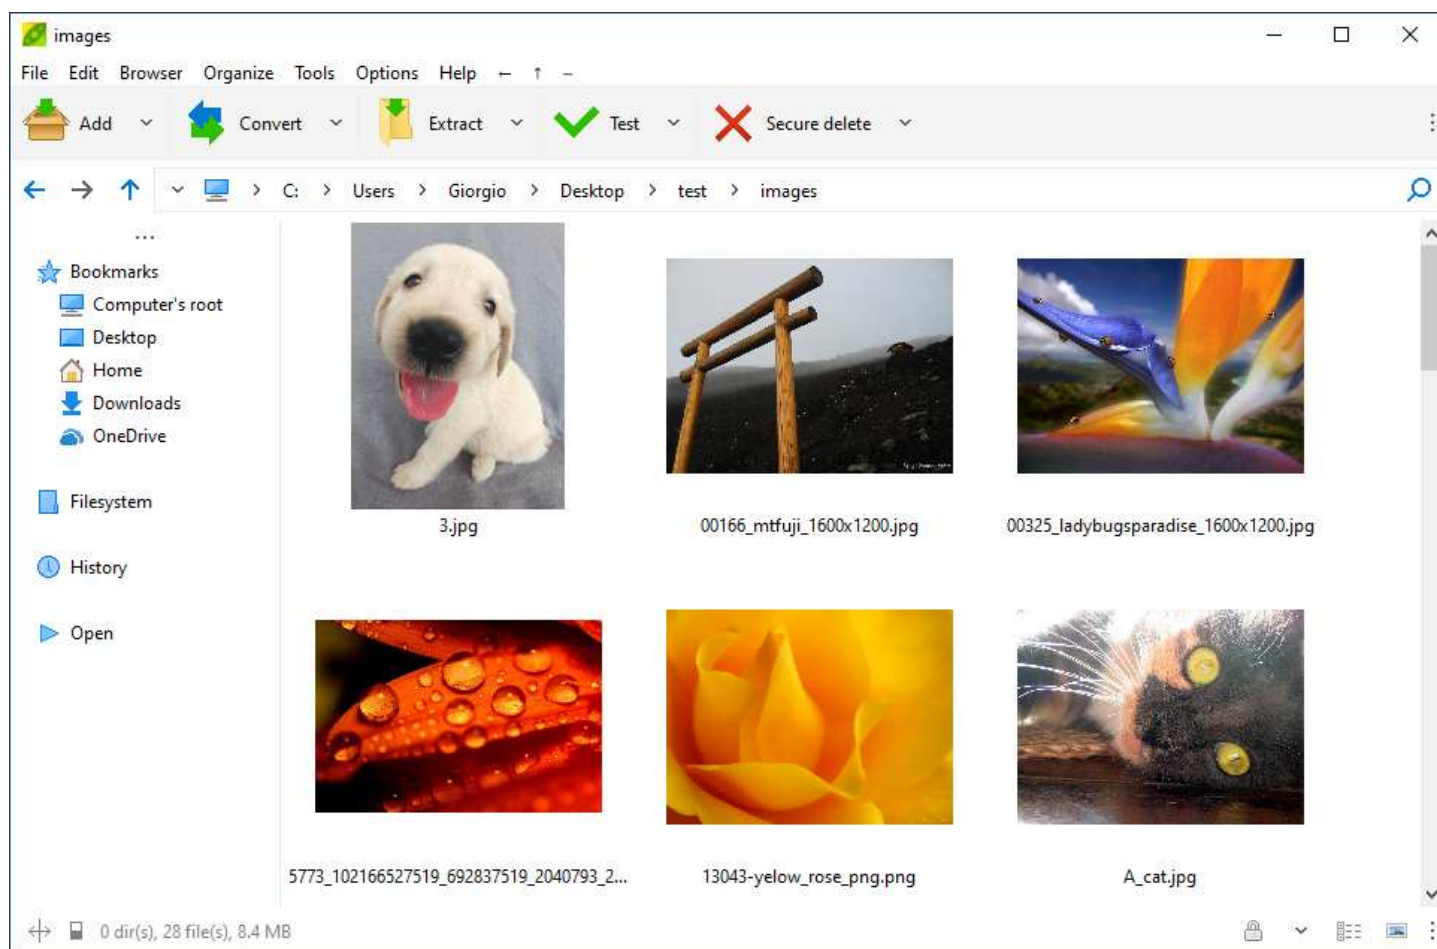 images
File Edit Browser Organize Tools Options Help
Add Convert Extract Test Secure delete
C: Users Giorgio Desktop test images
...
Bookmarks
Computer's root
Desktop
Home
Downloads
OneDrive
Filesystem
History
Open
3.jpg 00166_mtfuji_1600x1200.jpg 00325_ladybugsparadise_1600x1200.jpg
5773_102166527519_692837519_2040793_2... 13043-yelow_rose_png.png A_cat.jpg
0 dir(s), 28 file(s), 8.4 MB